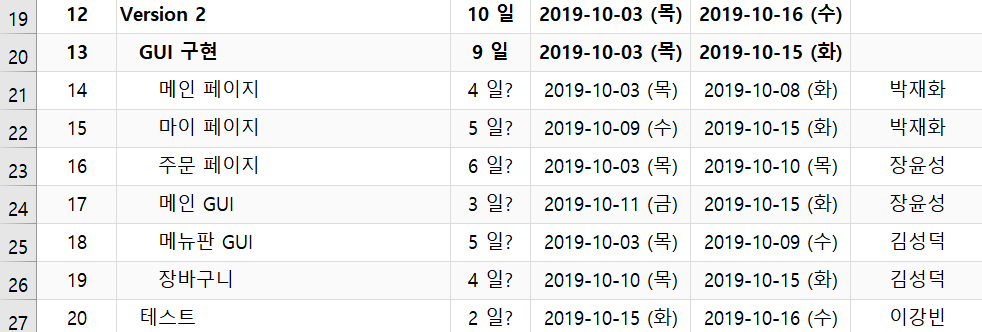 19 12 Version 2 10 일 2019-10-03 (목) 2019-10-16 (수)
20 13 GUI 구현 9 일 2019-10-03 (목) 2019-10-15 (화)
21 14 메인 페이지 4 일? 2019-10-03 (목) 2019-10-08 (화) 박재화
22 15 마이 페이지 5 일? 2019-10-09 (수) 2019-10-15 (화) 박재화
23 16 주문 페이지 6 일? 2019-10-03 (목) 2019-10-10 (목) 장윤성
24 17 메인 GUI 3 일? 2019-10-11 (금) 2019-10-15 (화) 장윤성
25 18 메뉴판 GUI 5 일? 2019-10-03 (목) 2019-10-09 (수) 김성덕
26 19 장바구니 4 일? 2019-10-10 (목) 2019-10-15 (화) 김성덕
27 20 테스트 2 일? 2019-10-15 (화) 2019-10-16 (수) 이강빈